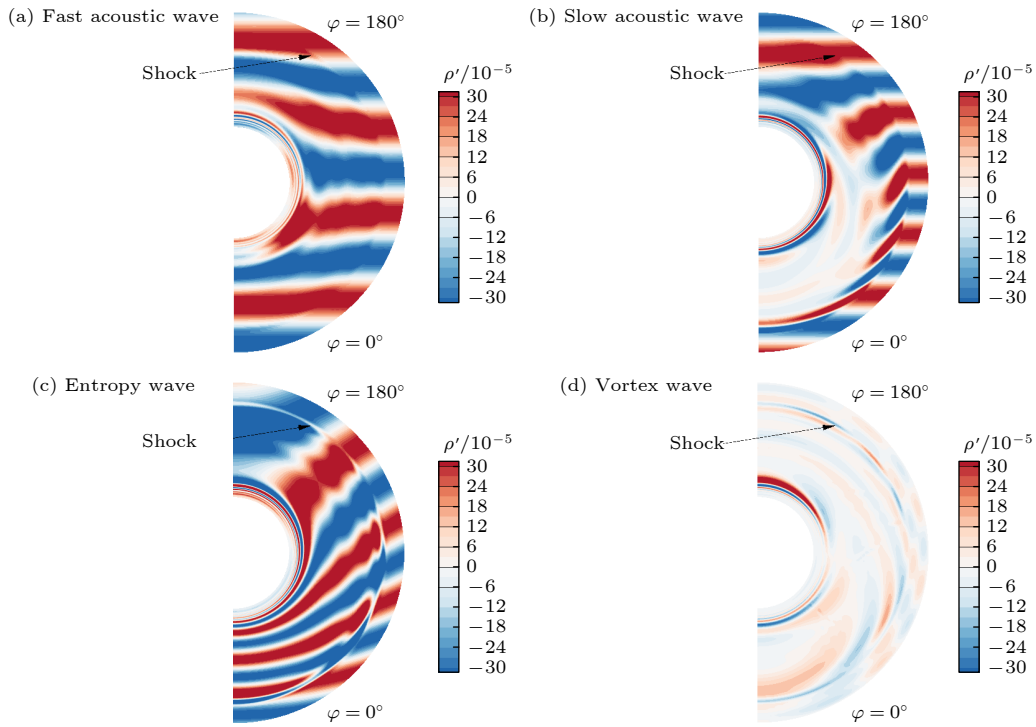 (a) Fast acoustic wave
φ = 180°
Shock
ρ′/10⁻⁵
30
24
18
12
6
0
−6
−12
−18
−24
−30
φ = 0°
(b) Slow acoustic wave
φ = 180°
Shock
ρ′/10⁻⁵
30
24
18
12
6
0
−6
−12
−18
−24
−30
φ = 0°
(c) Entropy wave
φ = 180°
Shock
ρ′/10⁻⁵
30
24
18
12
6
0
−6
−12
−18
−24
−30
φ = 0°
(d) Vortex wave
φ = 180°
Shock
ρ′/10⁻⁵
30
24
18
12
6
0
−6
−12
−18
−24
−30
φ = 0°